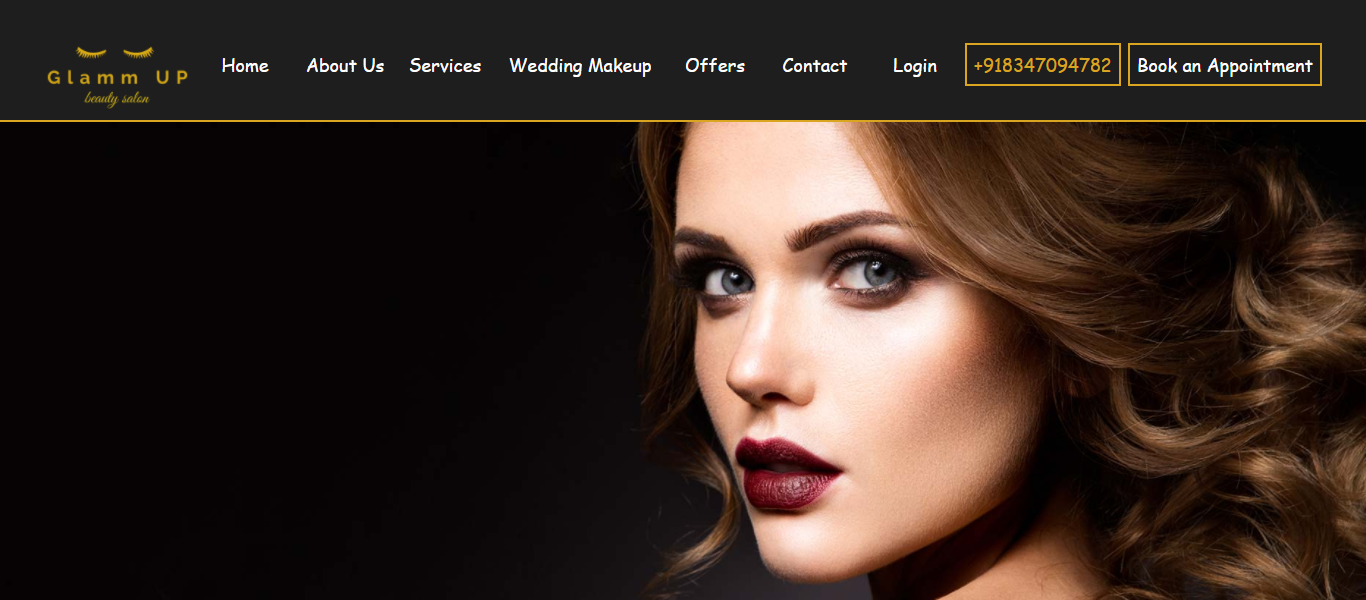 Glamm UP
beauty salon
Home About Us Services Wedding Makeup Offers Contact Login +918347094782 Book an Appointment